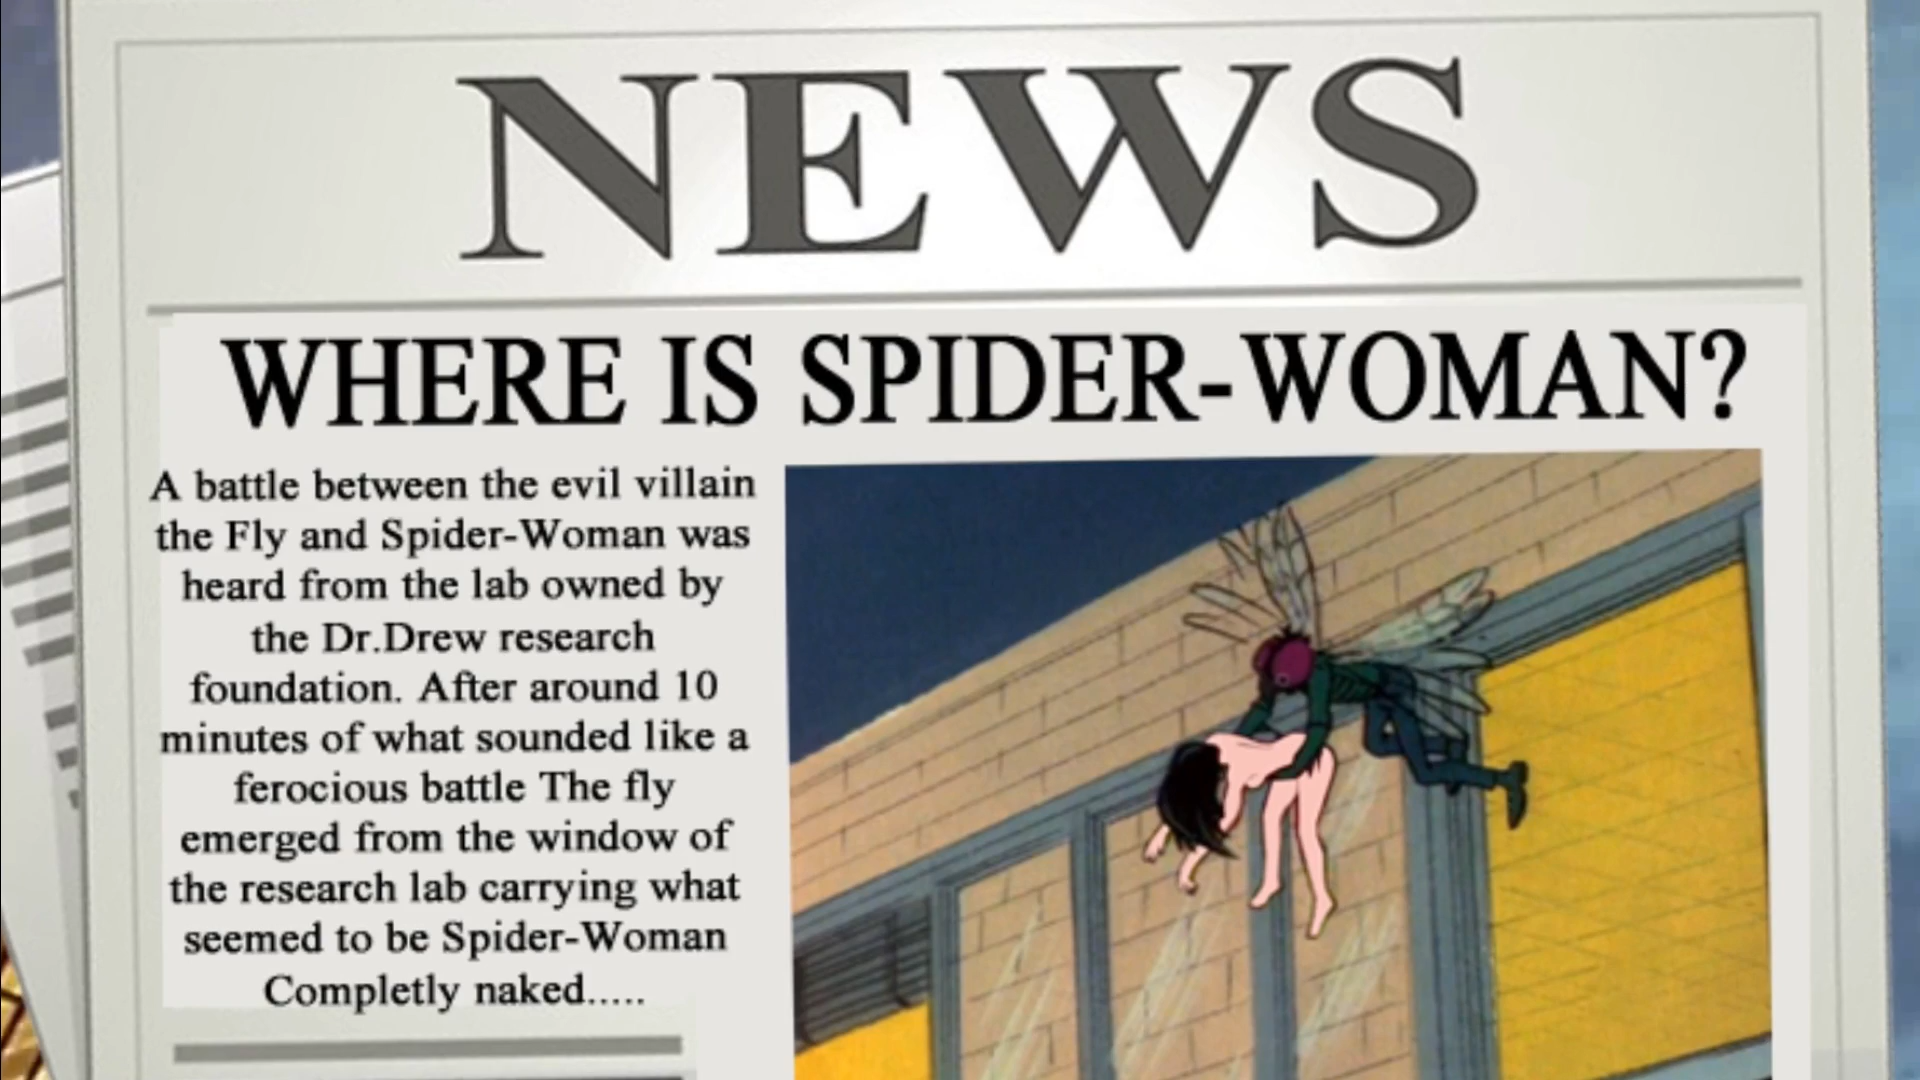 NEWS
WHERE IS SPIDER-WOMAN?
A battle between the evil villain
the Fly and Spider-Woman was
heard from the lab owned by
the Dr.Drew research
foundation. After around 10
minutes of what sounded like a
ferocious battle The fly
emerged from the window of
the research lab carrying what
seemed to be Spider-Woman
Completly naked.....